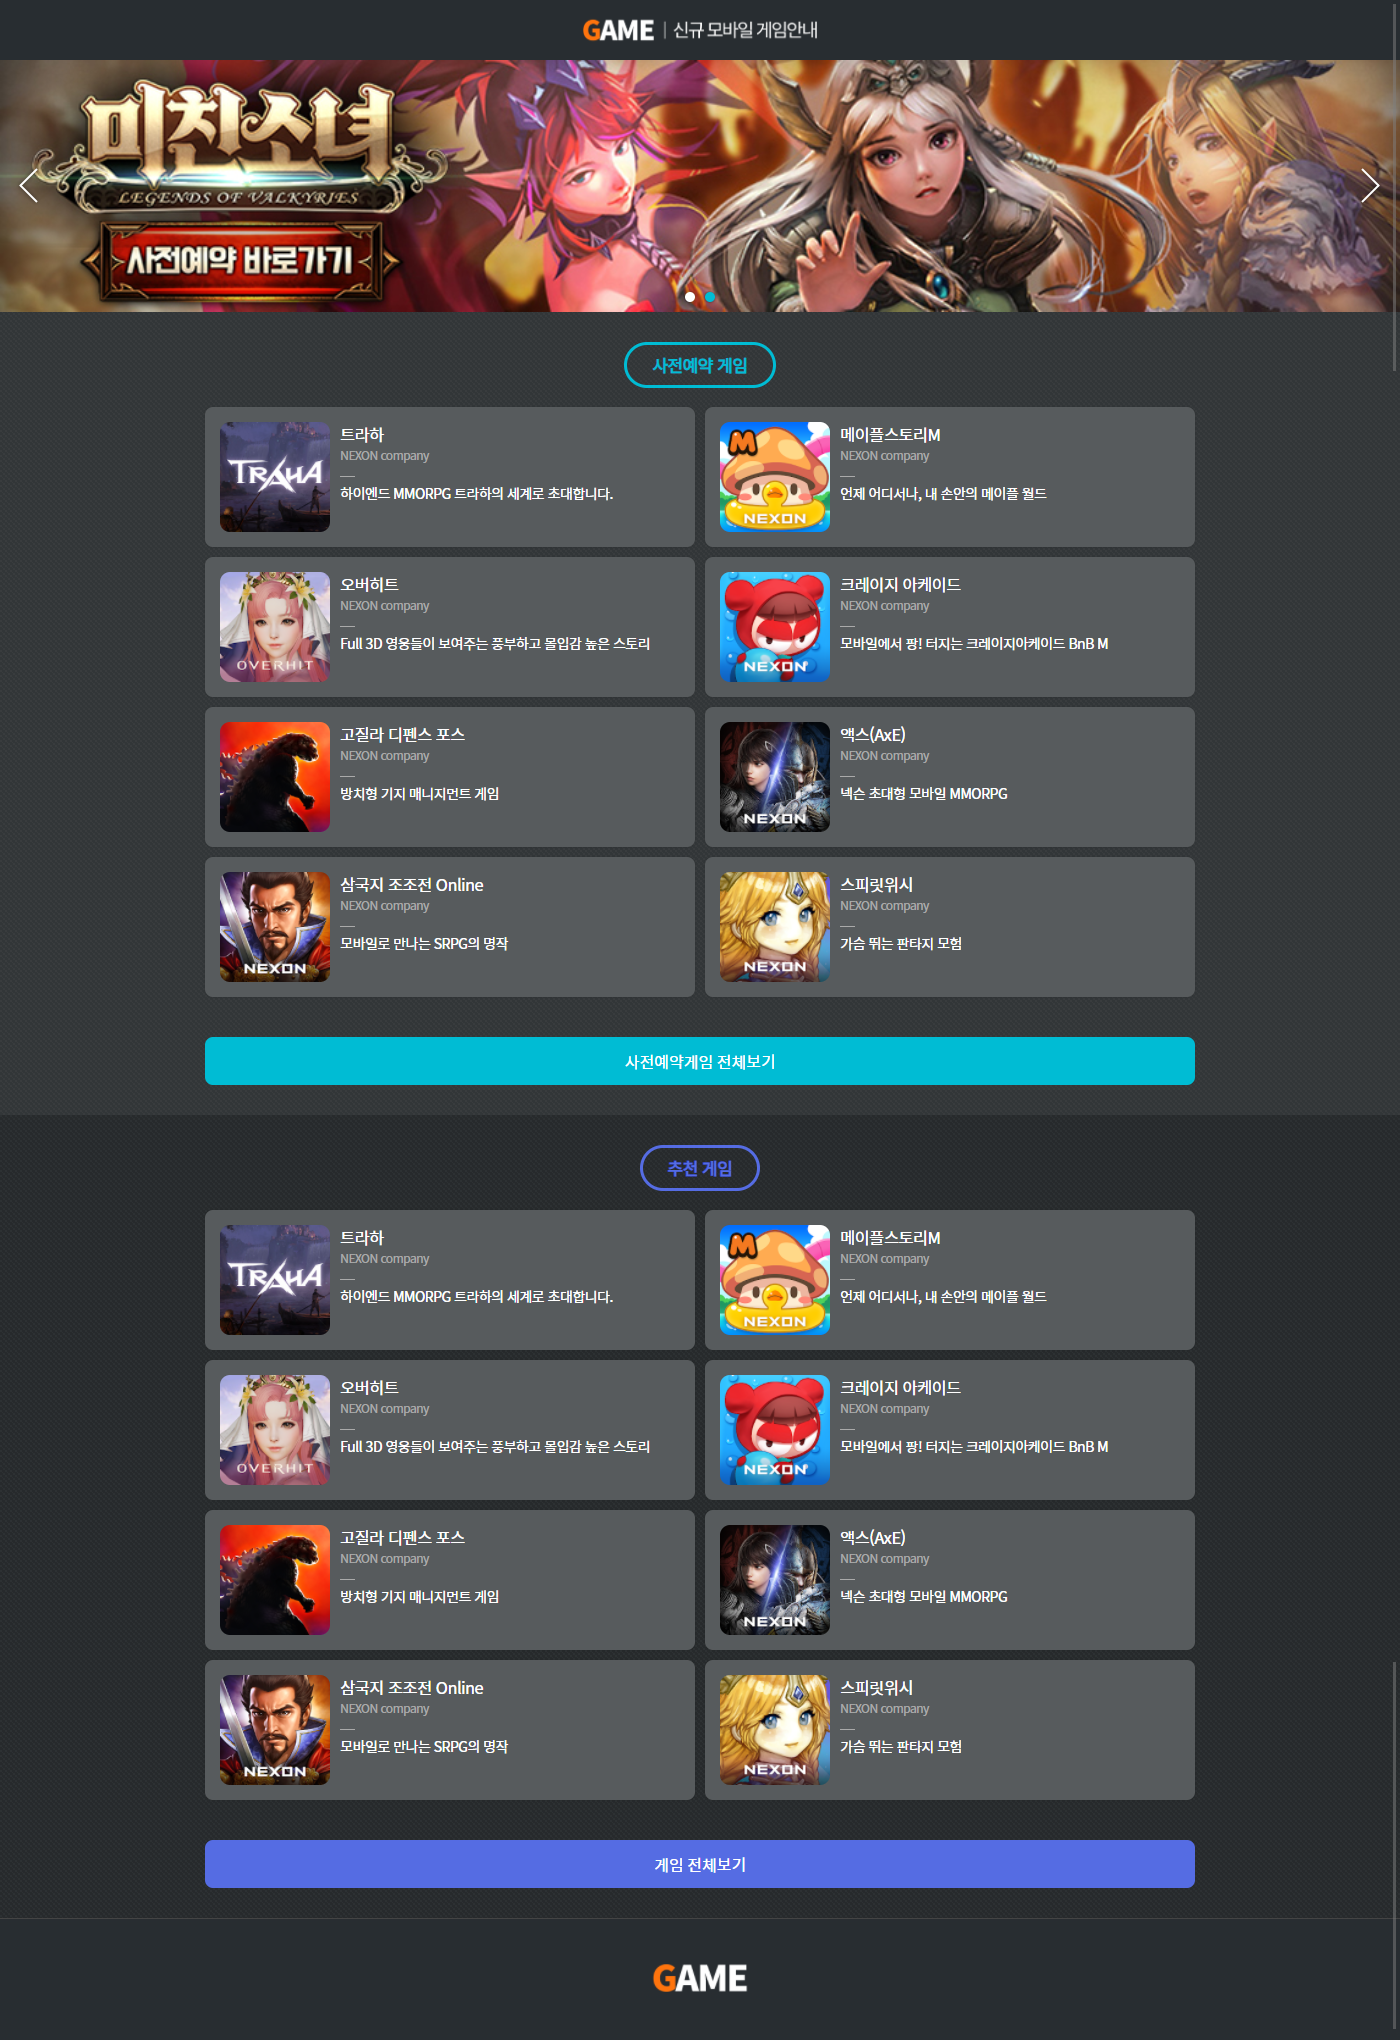 GAME | 신규 모바일 게임안내
미친소녀
LEGENDS OF VALKYRIES
사전예약 바로가기
사전예약 게임
TRAHA
트라하
NEXON company
하이엔드 MMORPG 트라하의 세계로 초대합니다.
M
NEXON
메이플스토리M
NEXON company
언제 어디서나, 내 손안의 메이플 월드
OVERHIT
오버히트
NEXON company
Full 3D 영웅들이 보여주는 풍부하고 몰입감 높은 스토리
NEXON
크레이지 아케이드
NEXON company
모바일에서 팡! 터지는 크레이지아케이드 BnB M
고질라 디펜스 포스
NEXON company
방치형 기지 매니지먼트 게임
NEXON
액스(AxE)
NEXON company
넥슨 초대형 모바일 MMORPG
NEXON
삼국지 조조전 Online
NEXON company
모바일로 만나는 SRPG의 명작
NEXON
스피릿위시
NEXON company
가슴 뛰는 판타지 모험
사전예약게임 전체보기
추천 게임
TRAHA
트라하
NEXON company
하이엔드 MMORPG 트라하의 세계로 초대합니다.
M
NEXON
메이플스토리M
NEXON company
언제 어디서나, 내 손안의 메이플 월드
OVERHIT
오버히트
NEXON company
Full 3D 영웅들이 보여주는 풍부하고 몰입감 높은 스토리
NEXON
크레이지 아케이드
NEXON company
모바일에서 팡! 터지는 크레이지아케이드 BnB M
고질라 디펜스 포스
NEXON company
방치형 기지 매니지먼트 게임
NEXON
액스(AxE)
NEXON company
넥슨 초대형 모바일 MMORPG
NEXON
삼국지 조조전 Online
NEXON company
모바일로 만나는 SRPG의 명작
NEXON
스피릿위시
NEXON company
가슴 뛰는 판타지 모험
게임 전체보기
GAME